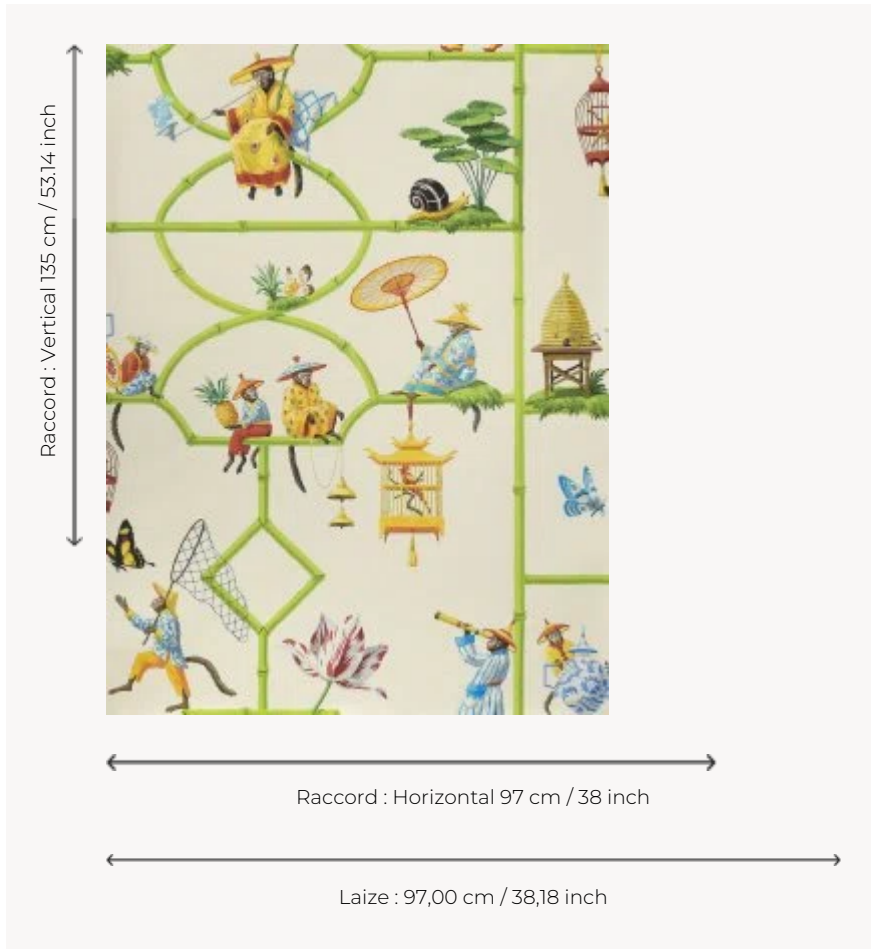 Raccord : Vertical 135 cm / 53.14 inch
Raccord : Horizontal 97 cm / 38 inch
Laize : 97,00 cm / 38,18 inch